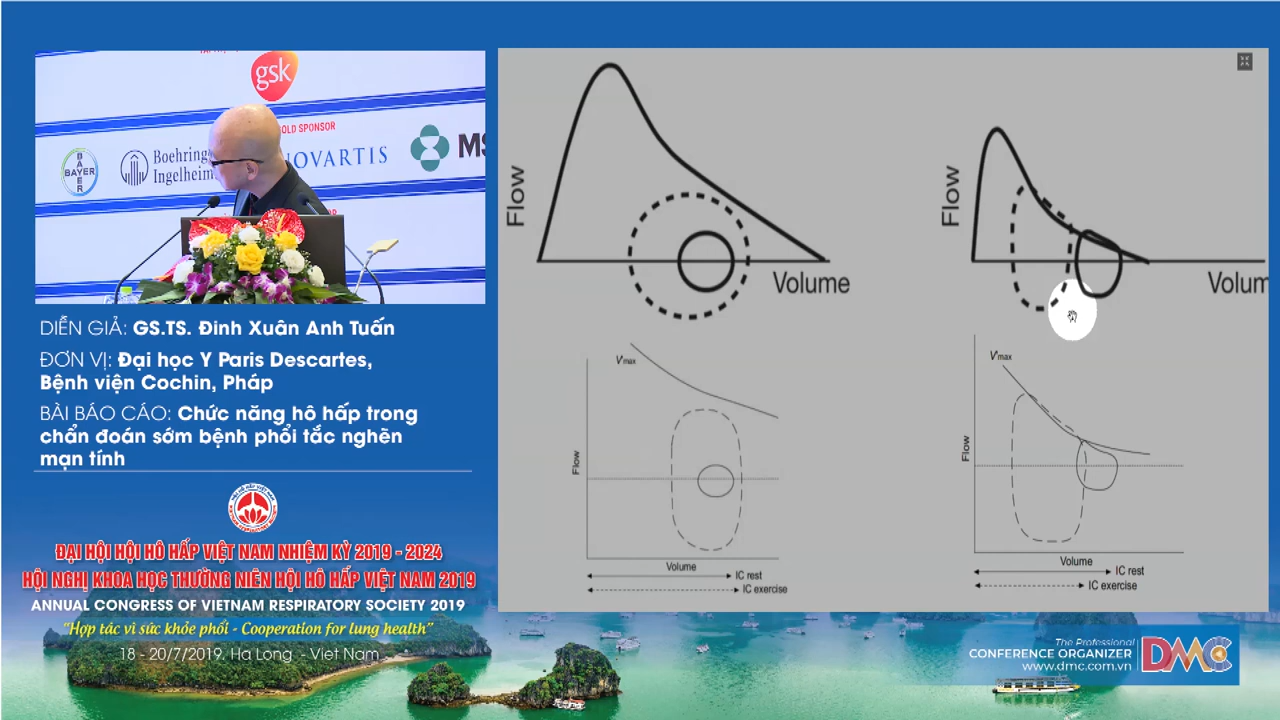 gsk
GOLD SPONSOR
BAYER
BAYER
Boehring
Ingelheim
NOVARTIS
MS
DIỄN GIẢ: GS.TS. Đinh Xuân Anh Tuấn
ĐƠN VỊ: Đại học Y Paris Descartes,
Bệnh viện Cochin, Pháp
BÀI BÁO CÁO: Chức năng hô hấp trong
chẩn đoán sớm bệnh phổi tắc nghẽn
mạn tính
ĐẠI HỘI HỘI HÔ HẤP VIỆT NAM NHIỆM KỲ 2019 - 2024
HỘI NGHỊ KHOA HỌC THƯỜNG NIÊN HỘI HÔ HẤP VIỆT NAM 2019
ANNUAL CONGRESS OF VIETNAM RESPIRATORY SOCIETY 2019
“Hợp tác vì sức khỏe phổi - Cooperation for lung health”
18 - 20/7/2019. Ha Long - Viet Nam
Flow
Volume
Flow
Volum
Vmax
Flow
Volume
IC rest
IC exercise
V'max
Flow
Volume
IC rest
IC exercise
The Professional
CONFERENCE ORGANIZER
www.dmc.com.vn
DMC